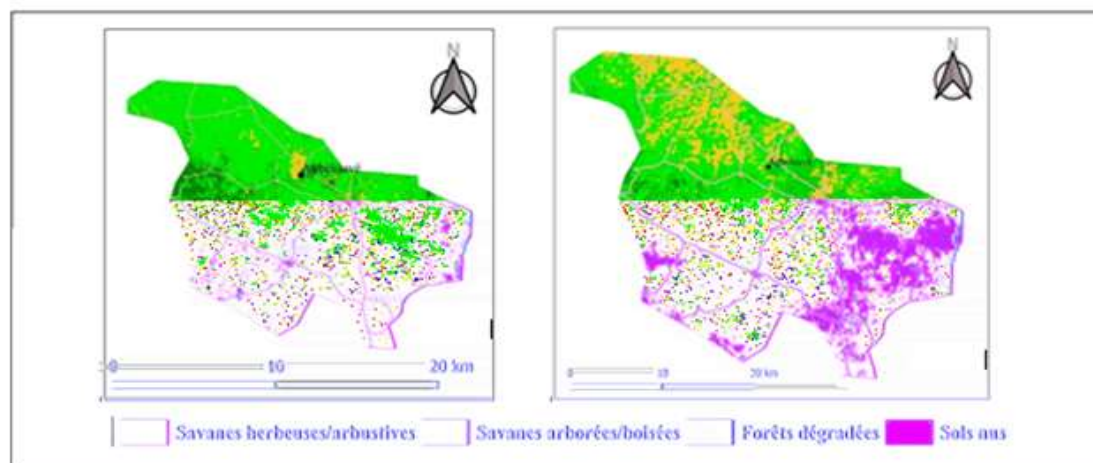 N
N
0 10 20 km
0 10 20 km
Savanes herbeuses/arbustives Savanes arborées/boisées Forêts dégradées Sols nus